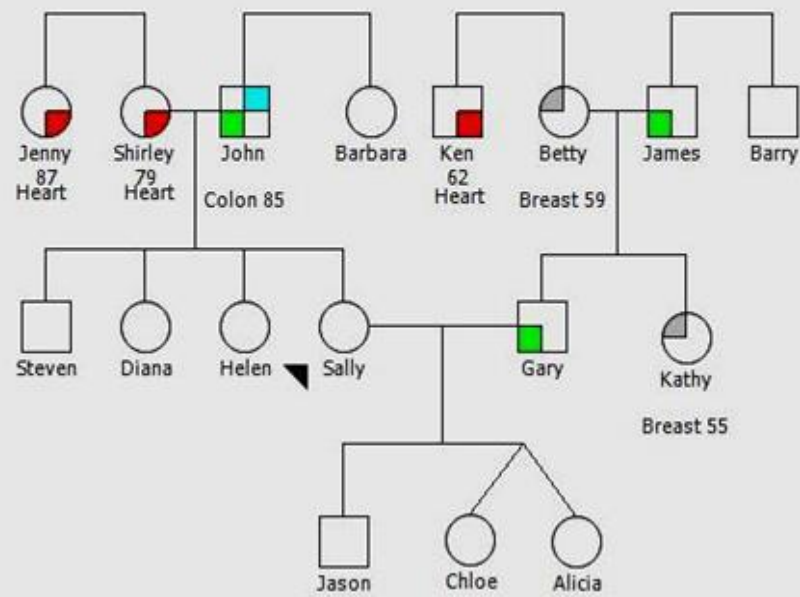 Jenny
87
Heart
Shirley
79
Heart
John
Colon 85
Barbara
Ken
62
Heart
Betty
Breast 59
James
Barry
Steven
Diana
Helen
Sally
Gary
Kathy
Breast 55
Jason
Chloe
Alicia